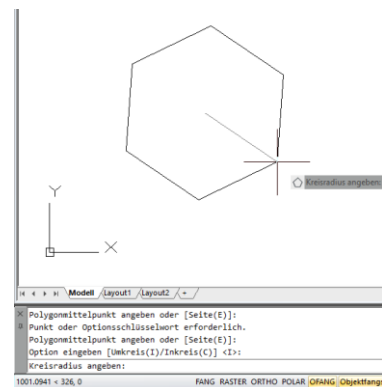 Kreisradius angeben:
Y
X
Modell Layout1 Layout2 +
Polygonmittelpunkt angeben oder [Seite(E)]:
Punkt oder Optionsschlüsselwort erforderlich.
Polygonmittelpunkt angeben oder [Seite(E)]:
Option eingeben [Umkreis(I)/Inkreis(C)] <I>:
Kreisradius angeben:
1001.0941 < 326, 0 FANG RASTER ORTHO POLAR OFANG Objektfangs